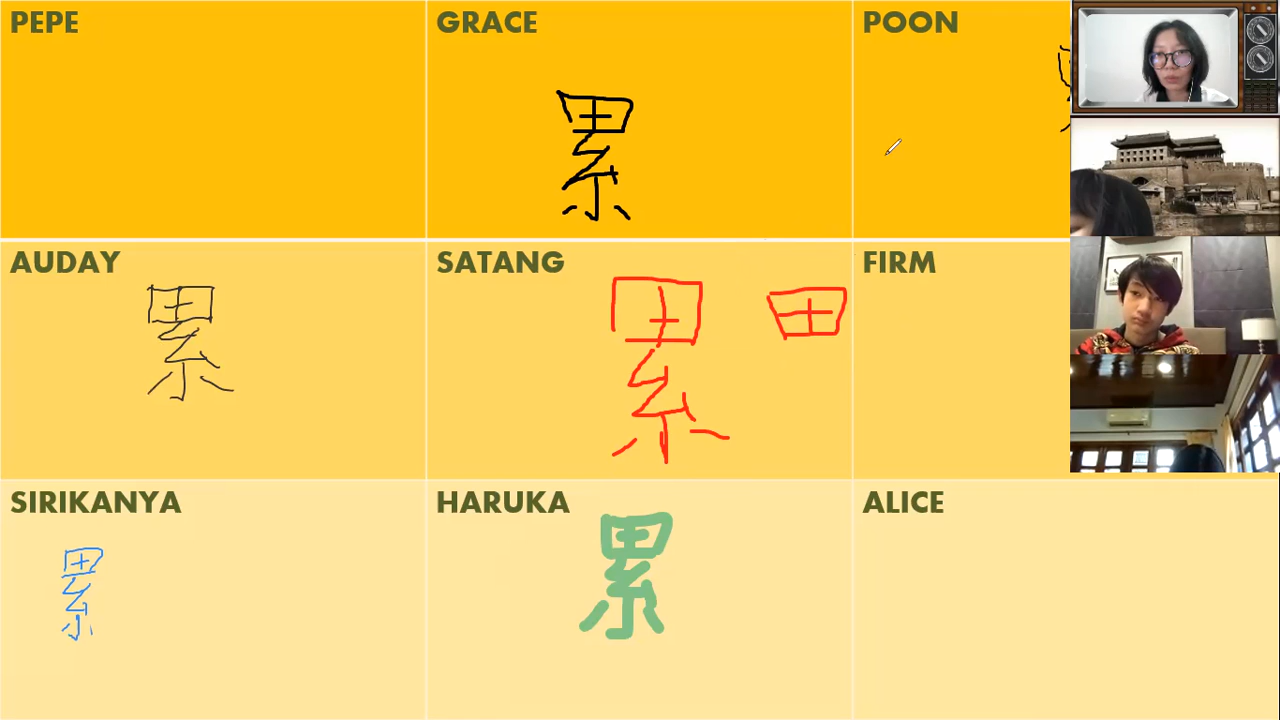 PEPE
GRACE
累
POON
AUDAY
累
SATANG
累 田
FIRM
SIRIKANYA
累
HARUKA
累
ALICE